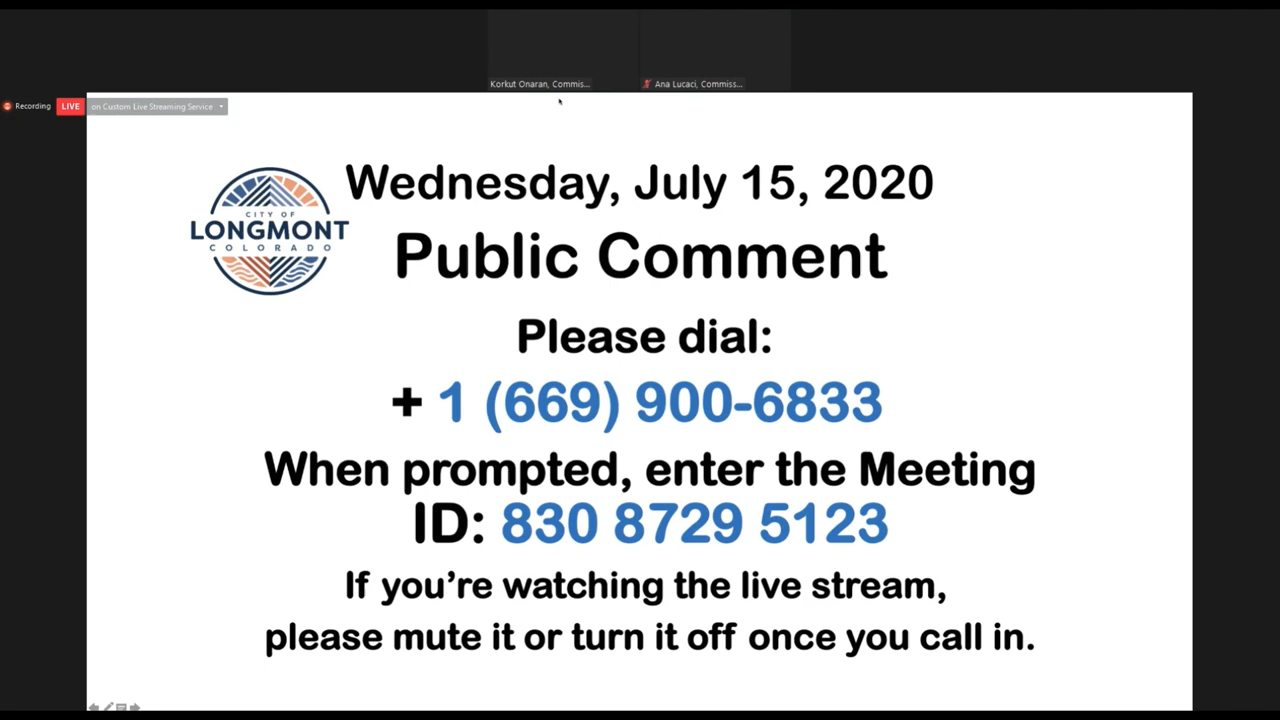 Korkut Onaran, Commis...
Ana Lucaci, Commiss...
Recording
LIVE
on Custom Live Streaming Service
Wednesday, July 15, 2020
CITY OF
LONGMONT
COLORADO
Public Comment
Please dial:
+ 1 (669) 900-6833
When prompted, enter the Meeting
ID: 830 8729 5123
If you’re watching the live stream,
please mute it or turn it off once you call in.